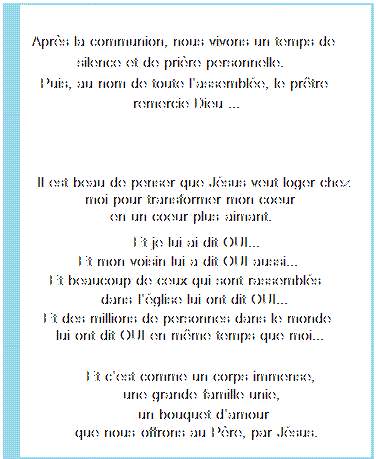 Après la communion, nous vivons un temps de
silence et de prière personnelle.
Puis, au nom de toute l'assemblée, le prêtre
remercie Dieu ...
Il est beau de penser que Jésus veut loger chez
moi pour transformer mon coeur
en un coeur plus aimant.
Et je lui ai dit OUI...
Et mon voisin lui a dit OUI aussi...
Et beaucoup de ceux qui sont rassemblés
dans l'église lui ont dit OUI...
Et des millions de personnes dans le monde
lui ont dit OUI en même temps que moi...
Et c'est comme un corps immense,
une grande famille unie,
un bouquet d'amour
que nous offrons au Père, par Jésus.